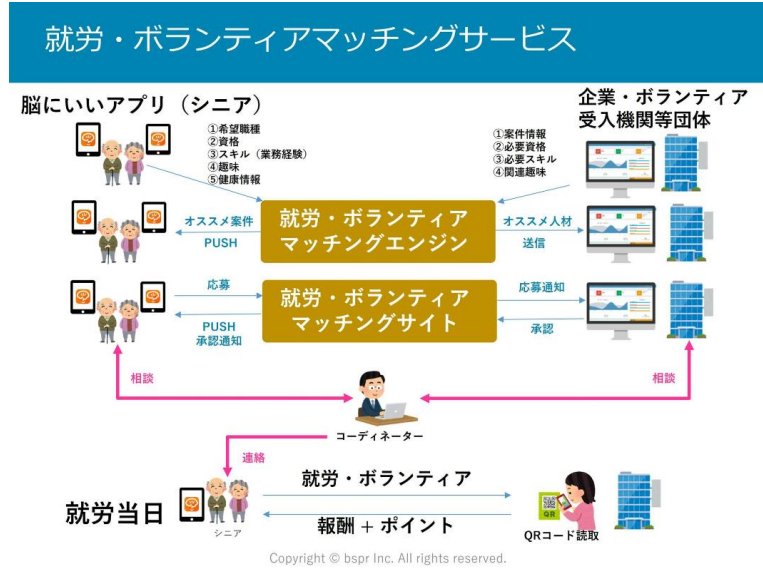 就労・ボランティアマッチングサービス
脳にいいアプリ（シニア）
①希望職種
②資格
③スキル（業務経験）
④趣味
⑤健康情報
①案件情報
②必要資格
③必要スキル
④関連趣味
企業・ボランティア
受入機関等団体
オススメ案件
PUSH
就労・ボランティア
マッチングエンジン
オススメ人材
送信
応募
PUSH
承認通知
就労・ボランティア
マッチングサイト
応募通知
承認
相談
相談
コーディネーター
連絡
就労当日
シニア
就労・ボランティア
報酬 + ポイント
QR
QRコード読取
Copyright © bspr Inc. All rights reserved.